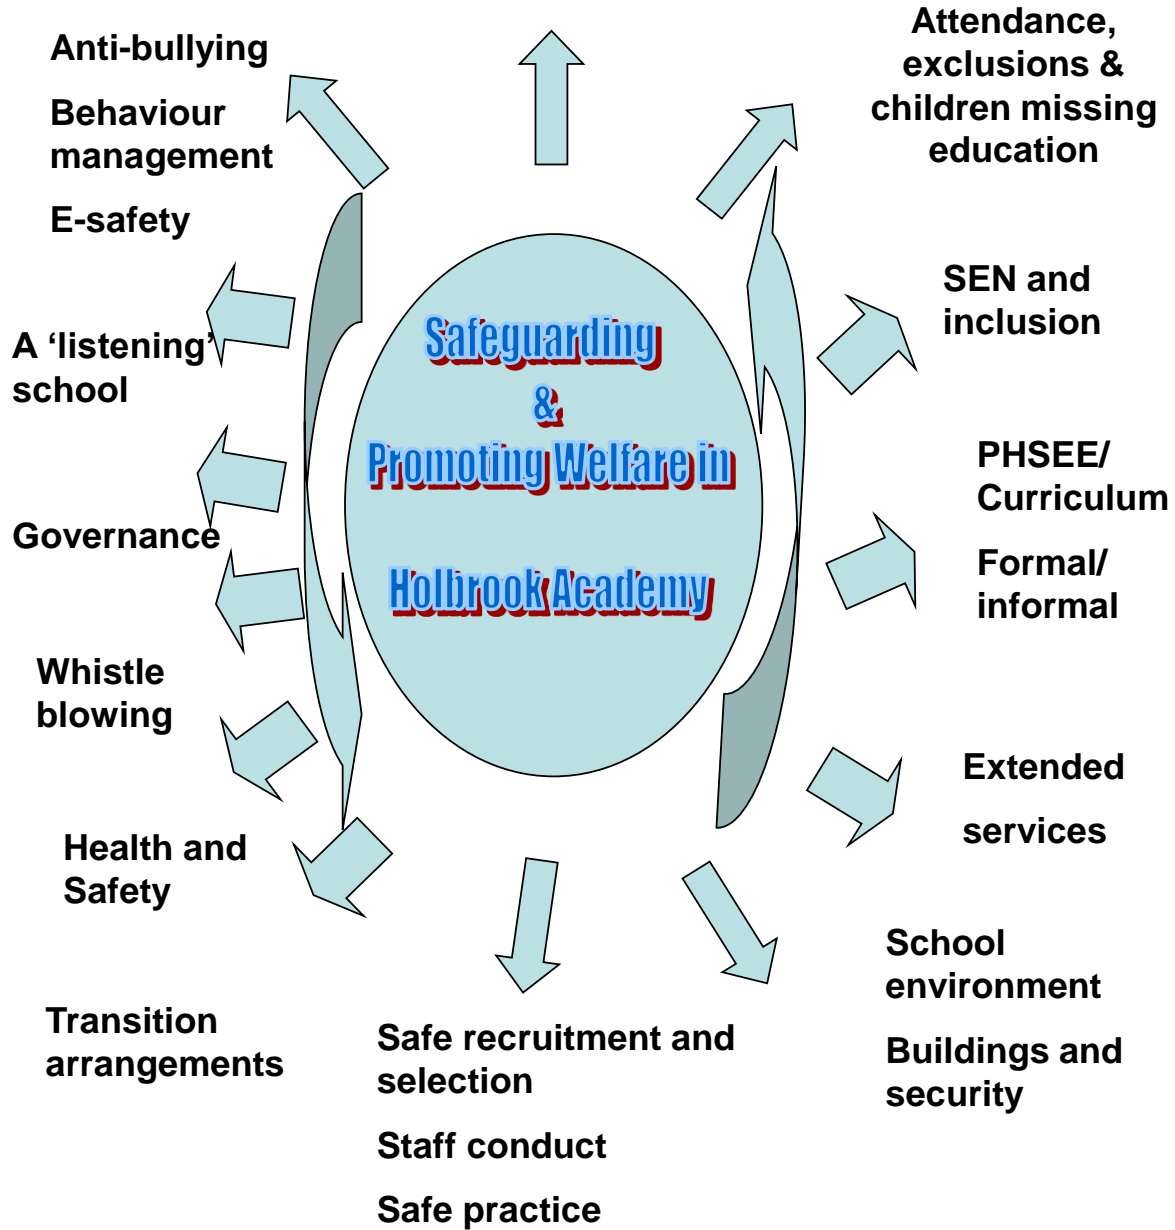 Anti-bullying
Behaviour
management
E-safety
A ‘listening’
school
Governance
Whistle
blowing
Health and
Safety
Transition
arrangements
Safeguarding
&
Promoting Welfare in
Holbrook Academy
Safe recruitment and
selection
Staff conduct
Safe practice
Attendance,
exclusions &
children missing
education
SEN and
inclusion
PHSEE/
Curriculum
Formal/
informal
Extended
services
School
environment
Buildings and
security